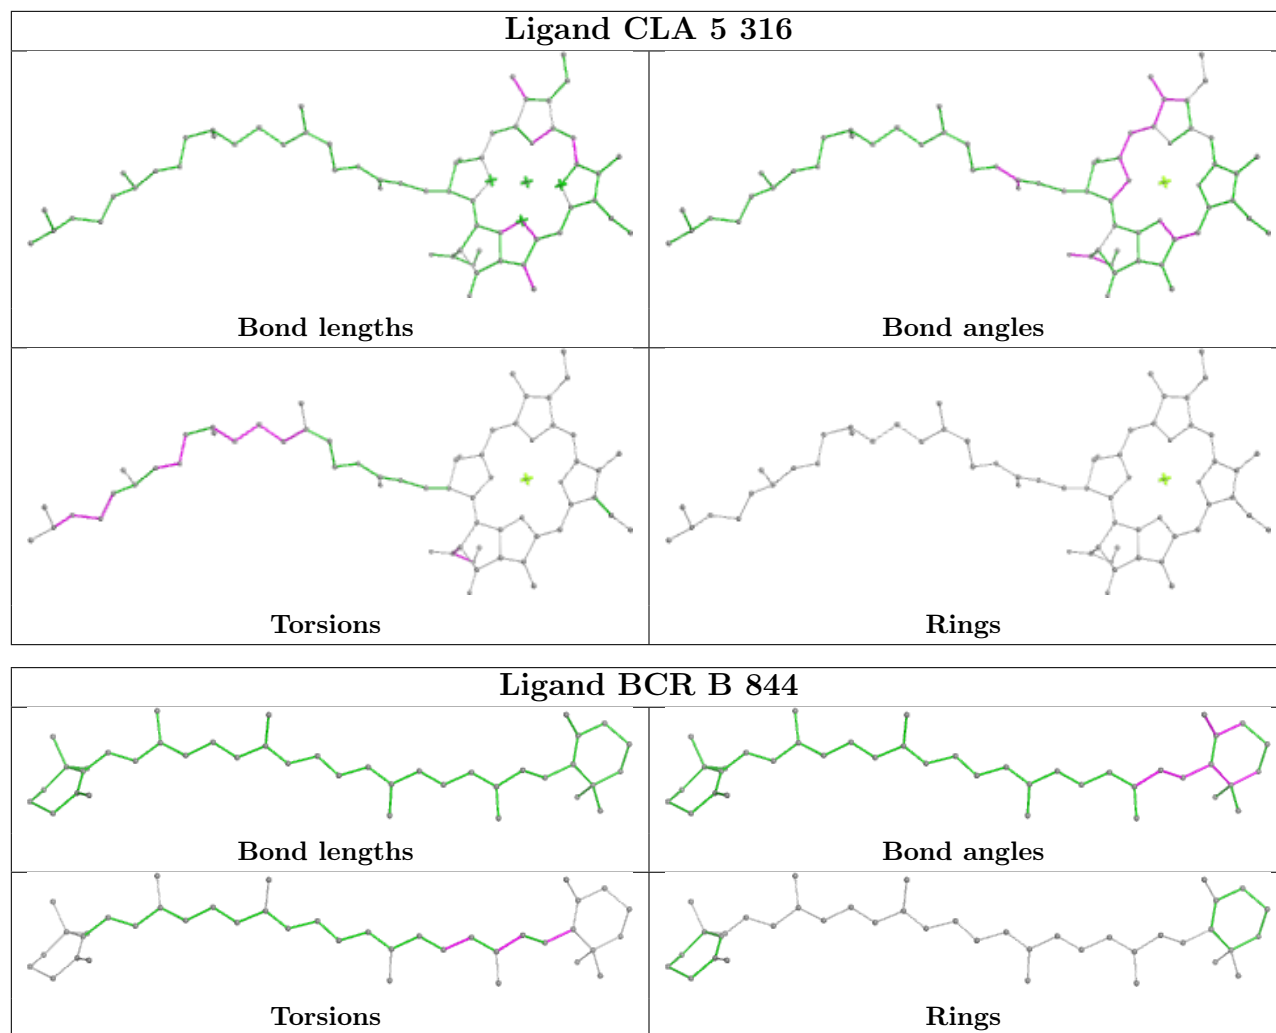 Ligand CLA 5 316
Bond lengths
Bond angles
Torsions
Rings
Ligand BCR B 844
Bond lengths
Bond angles
Torsions
Rings